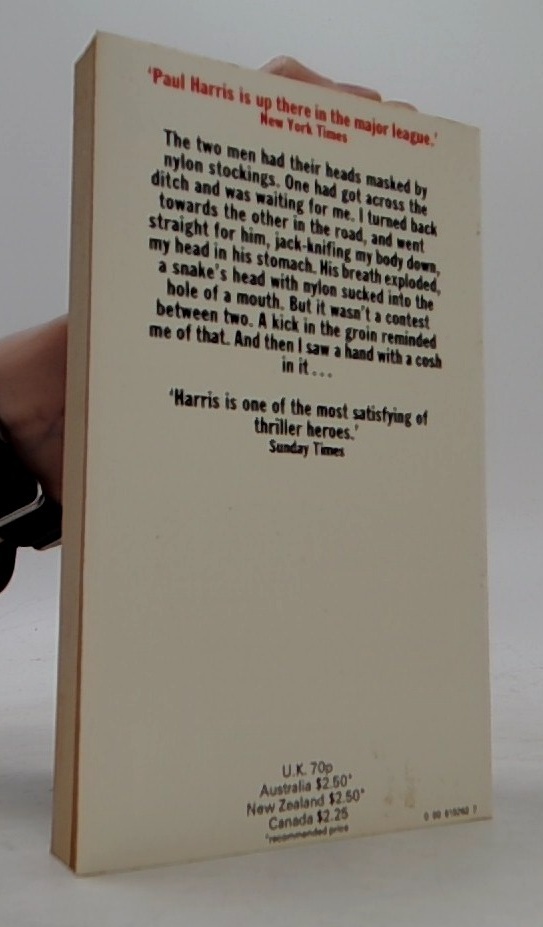 'Paul Harris is up there in the major league.'
New York Times
The two men had their heads masked by
nylon stockings. One had got across the
ditch and was waiting for me. I turned back
towards the other in the road, and went
straight for him, jack-knifing my body down,
my head in his stomach. His breath exploded,
a snake's head with nylon sucked into the
hole of a mouth. But it wasn't a contest
between two. A kick in the groin reminded
me of that. And then I saw a hand with a cosh
in it...
'Harris is one of the most satisfying of
thriller heroes.'
Sunday Times
U.K. 70p
Australia $2.50*
New Zealand $2.50*
Canada $2.25
*recommended price